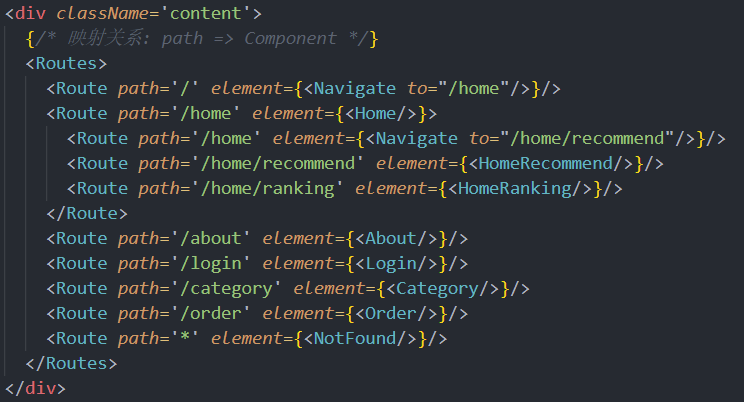 <div className='content'>
{/* 映射关系: path => Component */}
<Routes>
<Route path='/' element={<Navigate to="/home"/>}/>
<Route path='/home' element={<Home/>}>
<Route path='/home' element={<Navigate to="/home/recommend"/>}/>
<Route path='/home/recommend' element={<HomeRecommend/>}/>
<Route path='/home/ranking' element={<HomeRanking/>}/>
</Route>
<Route path='/about' element={<About/>}/>
<Route path='/login' element={<Login/>}/>
<Route path='/category' element={<Category/>}/>
<Route path='/order' element={<Order/>}/>
<Route path='*' element={<NotFound/>}/>
</Routes>
</div>